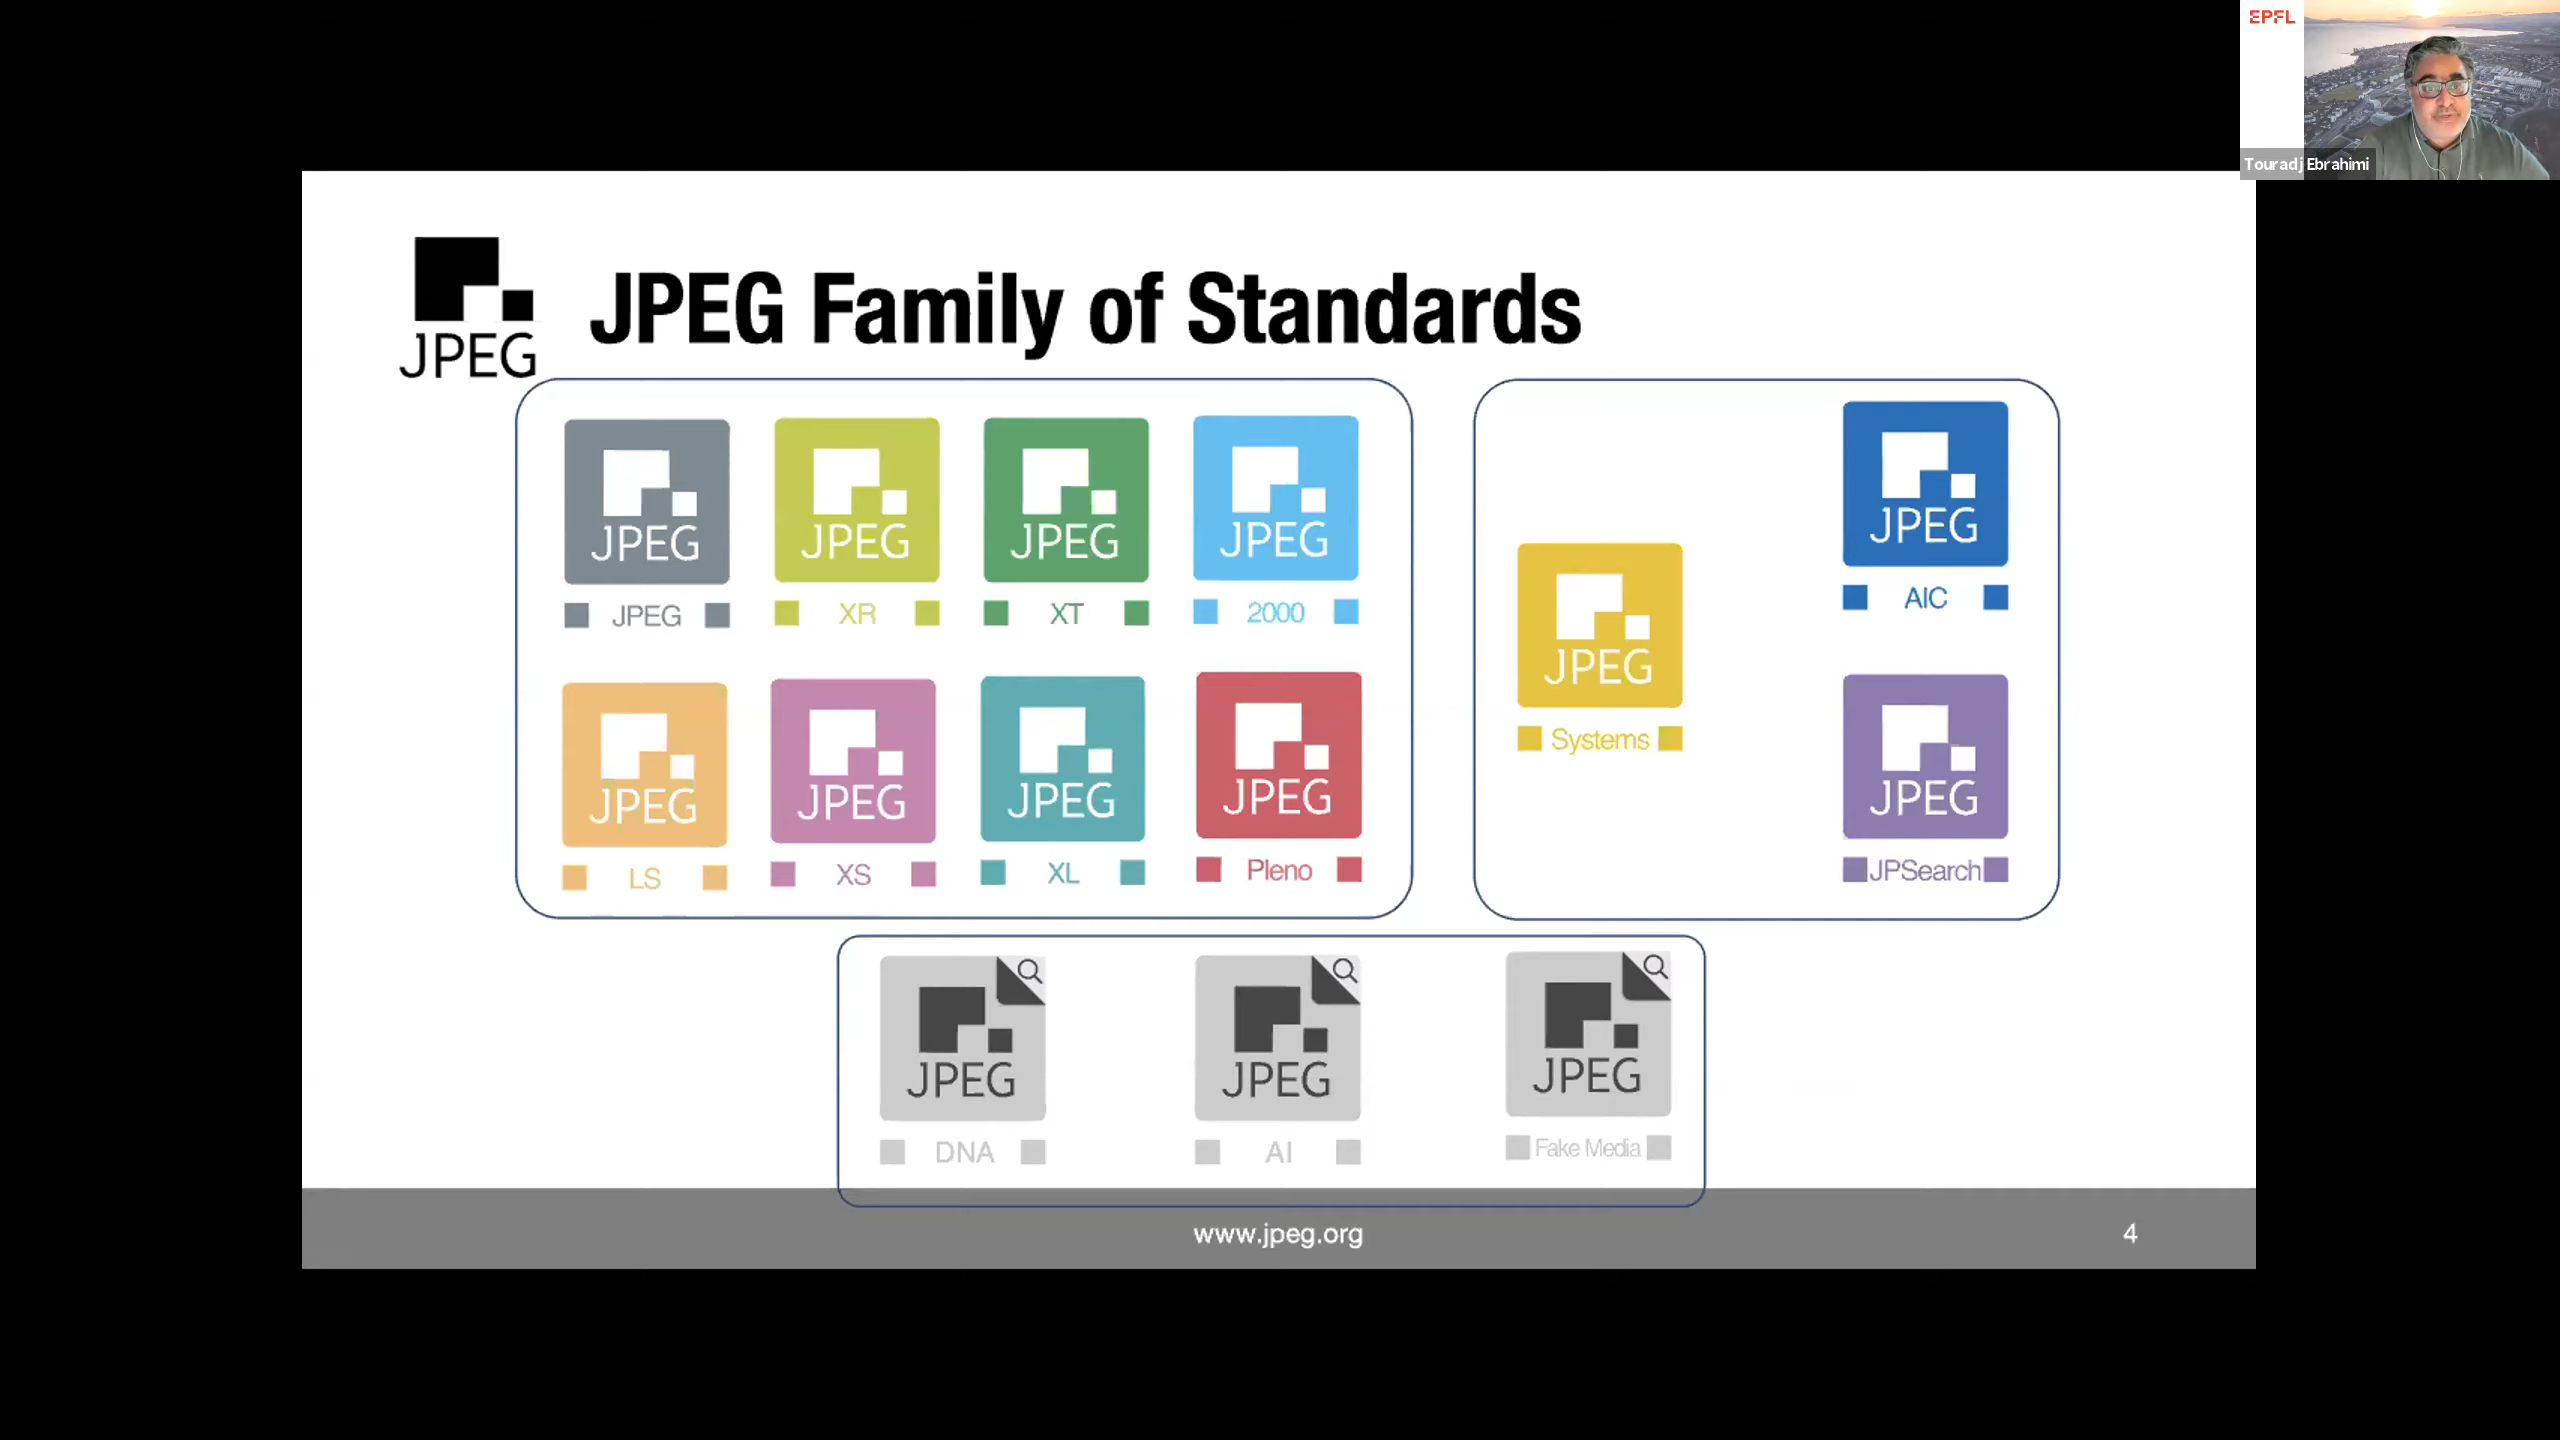 EPFL
Touradj Ebrahimi
JPEG
JPEG Family of Standards
JPEG
JPEG
JPEG
JPEG
JPEG
XR
XT
2000
JPEG
JPEG
JPEG
JPEG
LS
XS
XL
Pleno
JPEG
AIC
JPEG
Systems
JPEG
JPSearch
JPEG
JPEG
JPEG
DNA
AI
Fake Media
www.jpeg.org
4